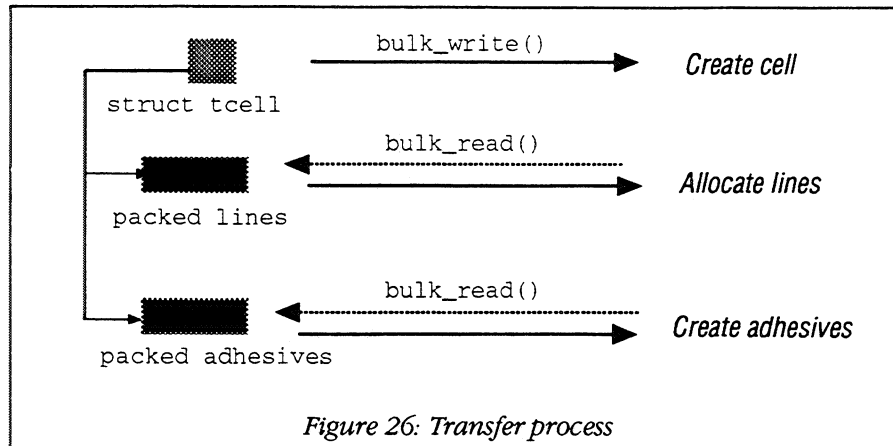 bulk_write()
Create cell
struct tcell
bulk_read()
Allocate lines
packed lines
bulk_read()
Create adhesives
packed adhesives
Figure 26: Transfer process